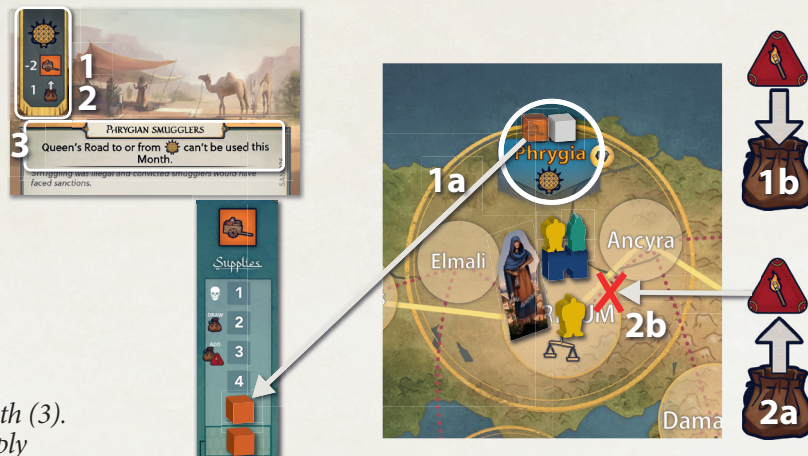 -2
1
1
2
3
PHRYGIAN SMUGGLERS
Queen's Road to or from can't be used this
Month.
Smuggling was illegal and convicted smugglers would have
faced sanctions.
Supplies
1
DRAW
2
ADD
3
4
th (3).
ply
1a
Phrygia
Elmali
Ancyra
UM
2b
Dama
1b
2a